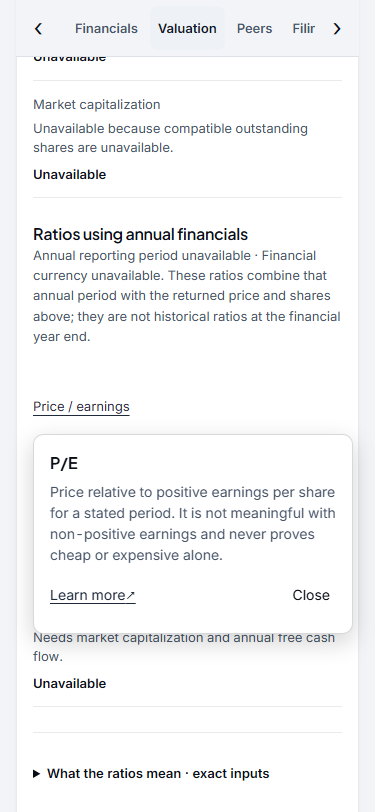 Financials Valuation Peers Filir
Unavailable
Market capitalization
Unavailable because compatible outstanding
shares are unavailable.
Unavailable
Ratios using annual financials
Annual reporting period unavailable · Financial
currency unavailable. These ratios combine that
annual period with the returned price and shares
above; they are not historical ratios at the financial
year end.
Price / earnings
P/E
Price relative to positive earnings per share
for a stated period. It is not meaningful with
non-positive earnings and never proves
cheap or expensive alone.
Learn more↗ Close
Needs market capitalization and annual free cash
flow.
Unavailable
▶ What the ratios mean · exact inputs